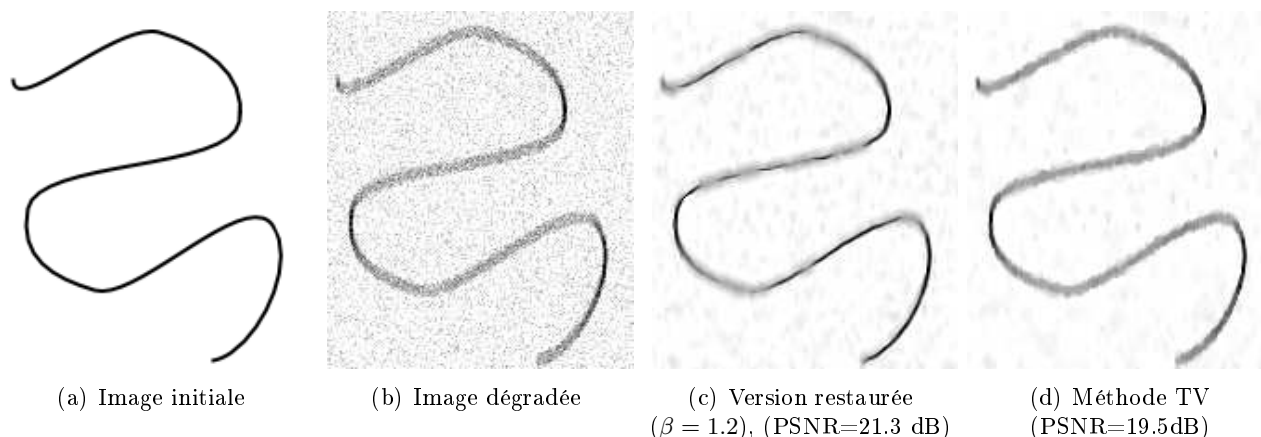 (a) Image initiale
(b) Image dégradée
(c) Version restaurée
(β = 1.2), (PSNR=21.3 dB)
(d) Méthode TV
(PSNR=19.5dB)